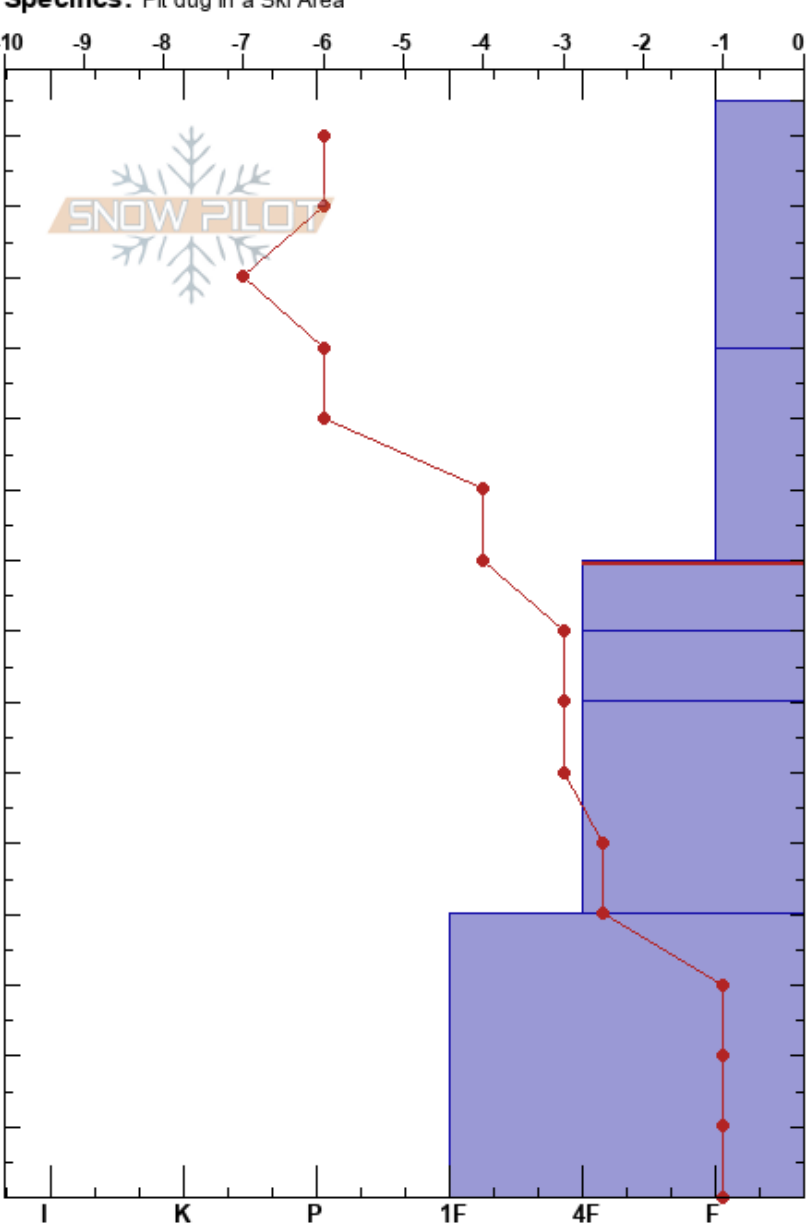 Specifics: Pit dug in a Ski Area
-10 -9 -8 -7 -6 -5 -4 -3 -2 -1 0
SNOW PILOT
I K P 1F 4F F